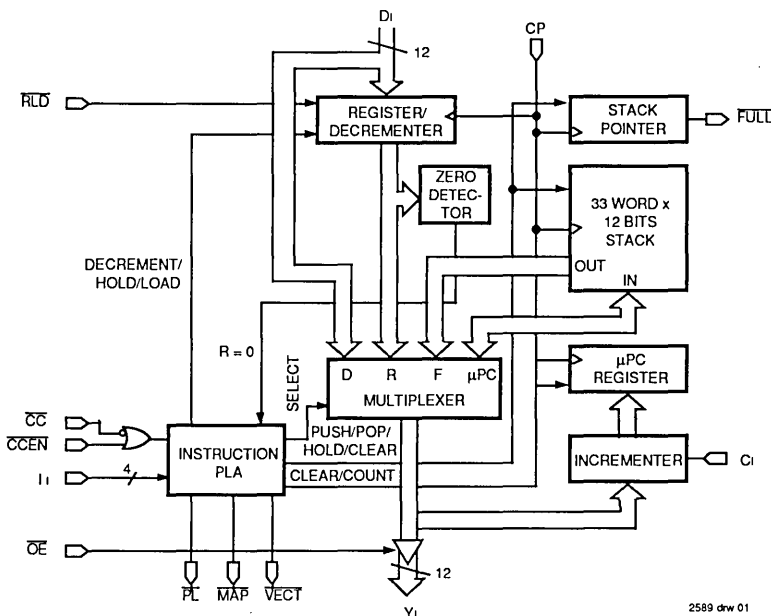 Di
CP
12
RLD
REGISTER/
DECREMENTER
STACK
POINTER
FULL
ZERO
DETEC-
TOR
33 WORD x
12 BITS
STACK
OUT
IN
DECREMENT/
HOLD/LOAD
R = 0
SELECT
D R F µPC
MULTIPLEXER
µPC
REGISTER
CC
CCEN
PUSH/POP/
HOLD/CLEAR
INSTRUCTION
PLA
CLEAR/COUNT
INCREMENTER
CI
II
4
OE
12
PL
MAP
VECT
YI
2589 drw 01